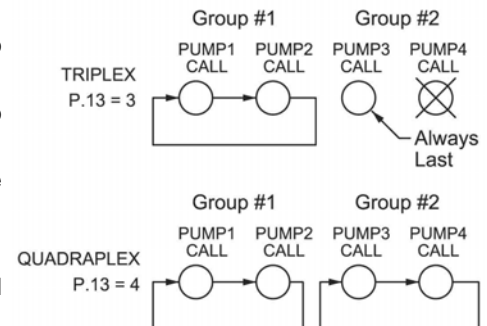 Group #1 Group #2
PUMP1 CALL PUMP2 CALL PUMP3 CALL PUMP4 CALL
TRIPLEX
P.13 = 3
Always
Last
Group #1 Group #2
PUMP1 CALL PUMP2 CALL PUMP3 CALL PUMP4 CALL
QUADRAPLEX
P.13 = 4